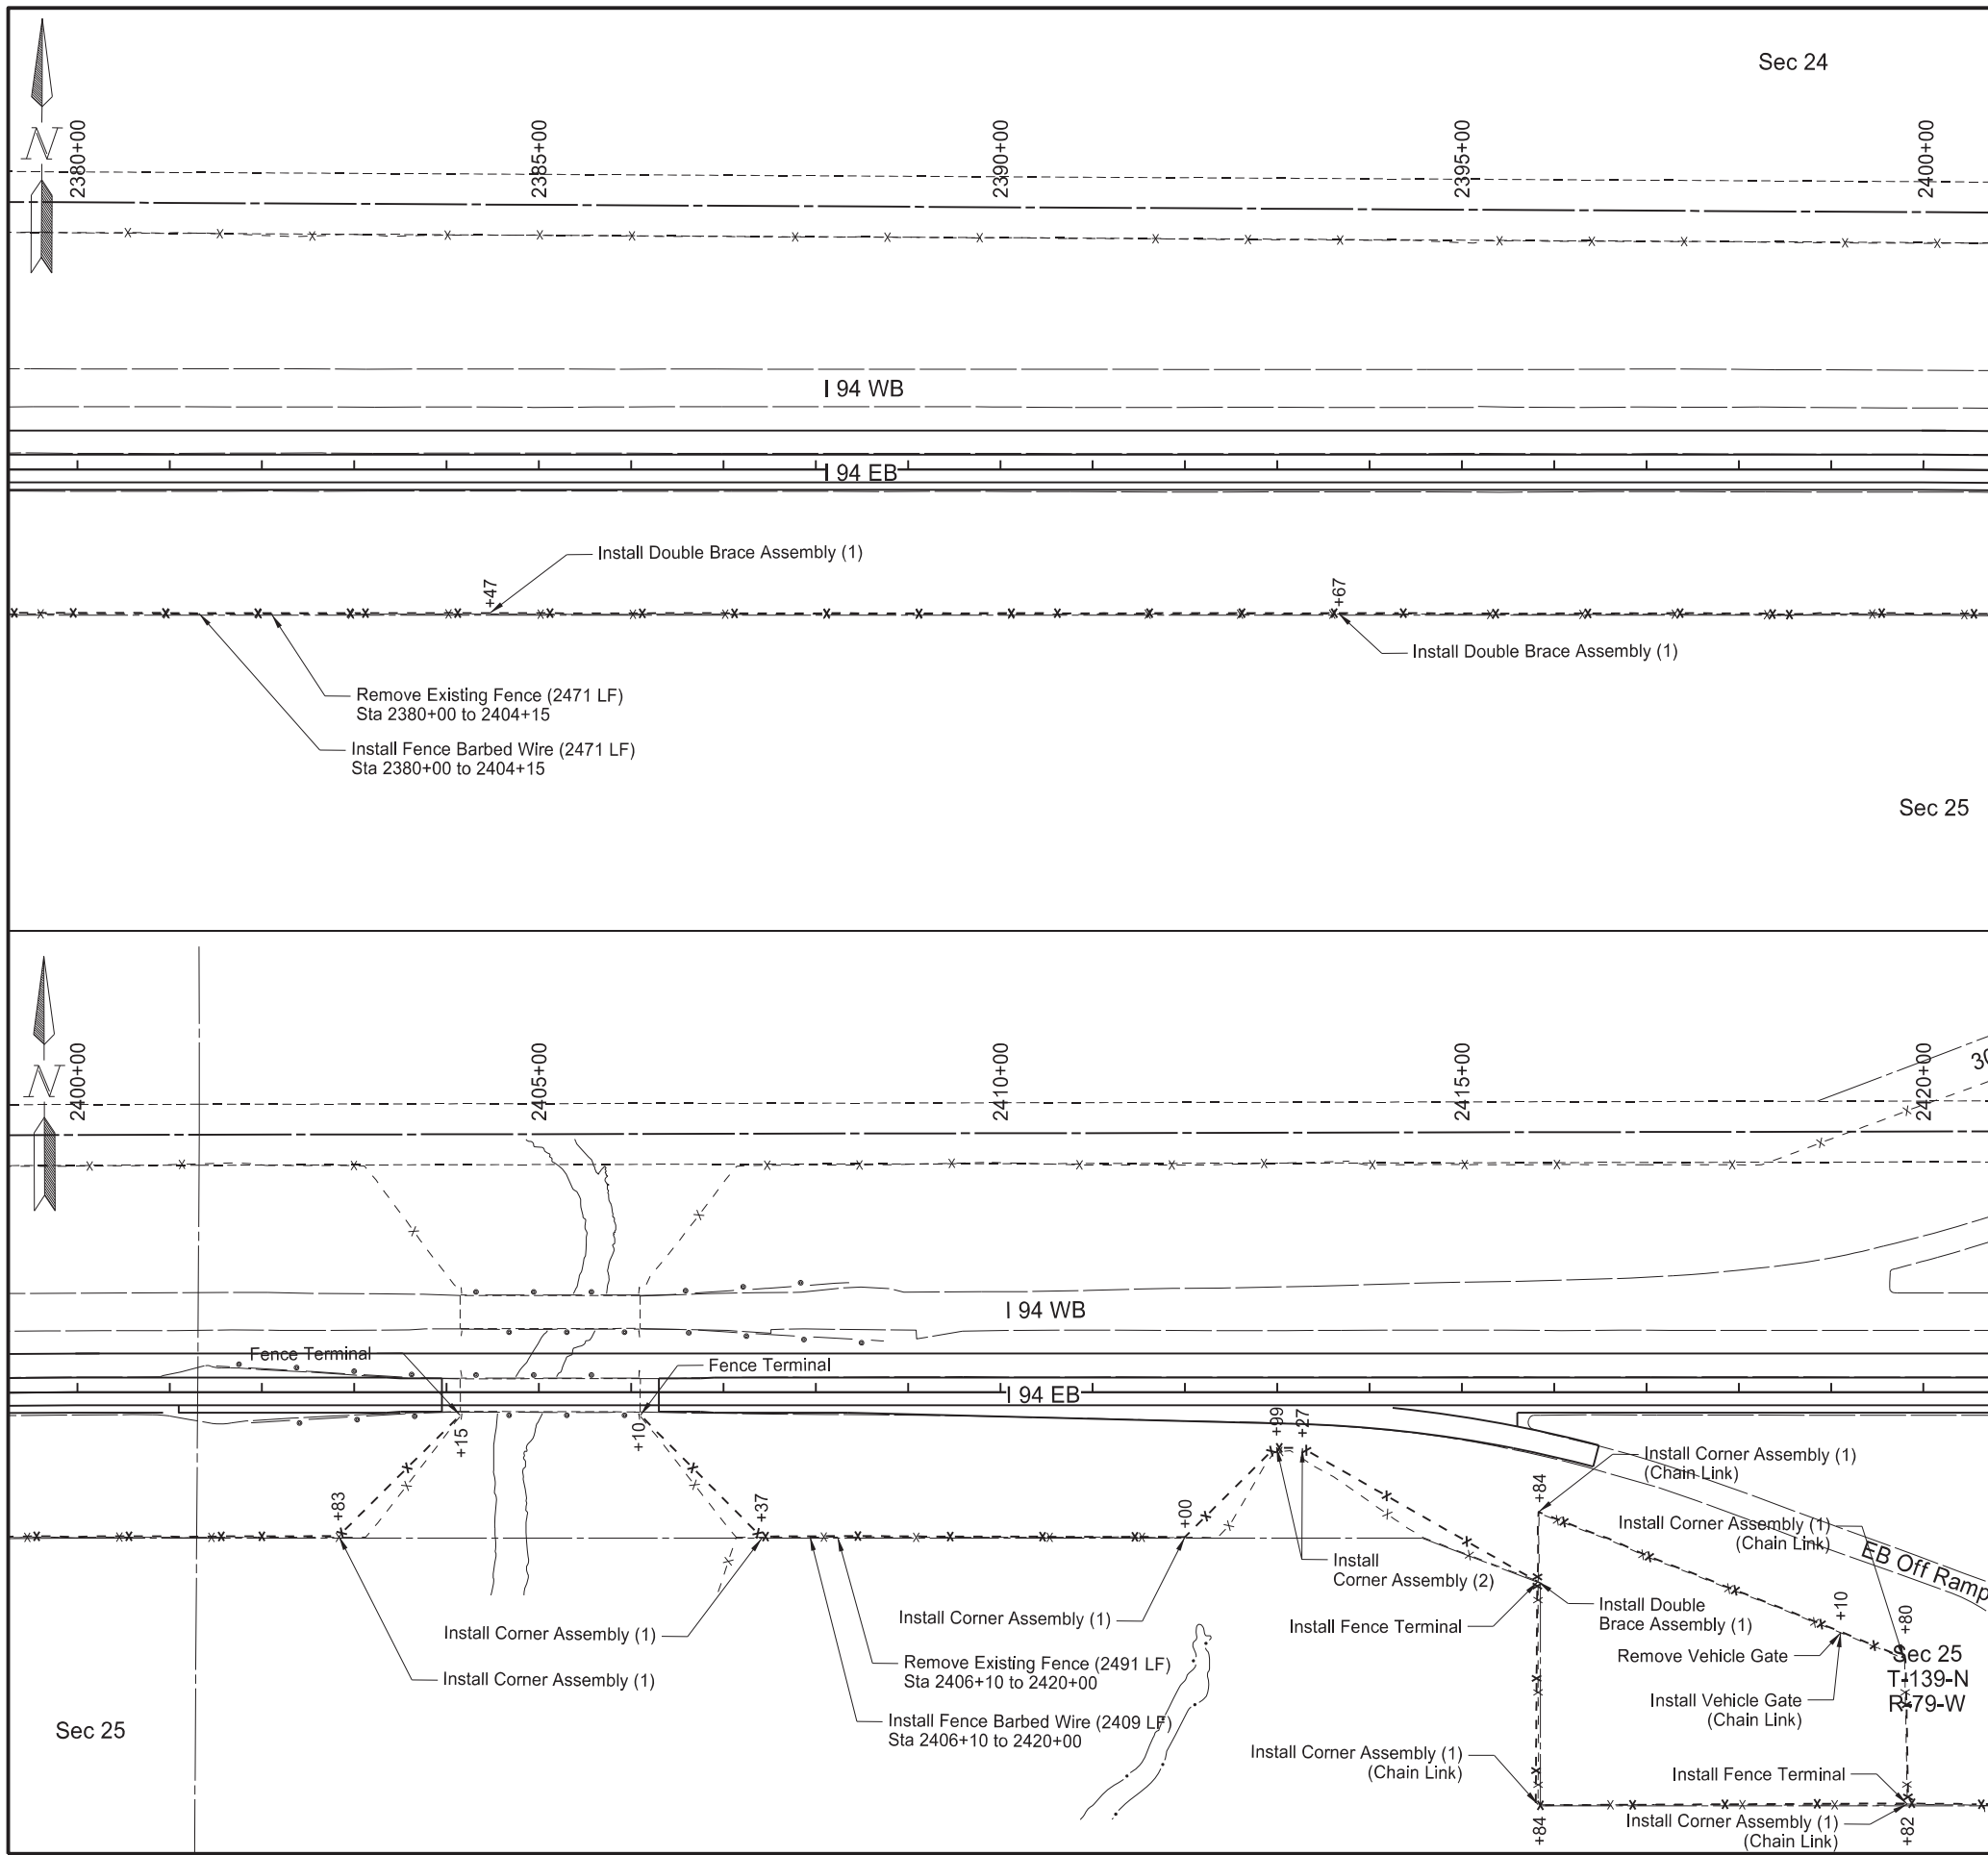 Sec 24
N
2380+00
2385+00
2390+00
2395+00
2400+00
I 94 WB
I 94 EB
Install Double Brace Assembly (1)
+47
+67
Install Double Brace Assembly (1)
Remove Existing Fence (2471 LF)
Sta 2380+00 to 2404+15
Install Fence Barbed Wire (2471 LF)
Sta 2380+00 to 2404+15
Sec 25
N
2400+00
2405+00
2410+00
2415+00
2420+00
30
I 94 WB
Fence Terminal
Fence Terminal
I 94 EB
+15
+10
+99
+27
+83
+37
+00
+84
Install Corner Assembly (1)
(Chain Link)
Install Corner Assembly (1)
(Chain Link)
EB Off Ramp
Install
Corner Assembly (2)
Install Double
Brace Assembly (1)
Install Fence Terminal
+10
+80
Install Corner Assembly (1)
Install Corner Assembly (1)
Install Corner Assembly (1)
Remove Vehicle Gate
Sec 25
T-139-N
R-79-W
Remove Existing Fence (2491 LF)
Sta 2406+10 to 2420+00
Install Vehicle Gate
(Chain Link)
Install Fence Barbed Wire (2409 LF)
Sta 2406+10 to 2420+00
Sec 25
Install Corner Assembly (1)
(Chain Link)
Install Fence Terminal
Install Corner Assembly (1)
(Chain Link)
+84
+82